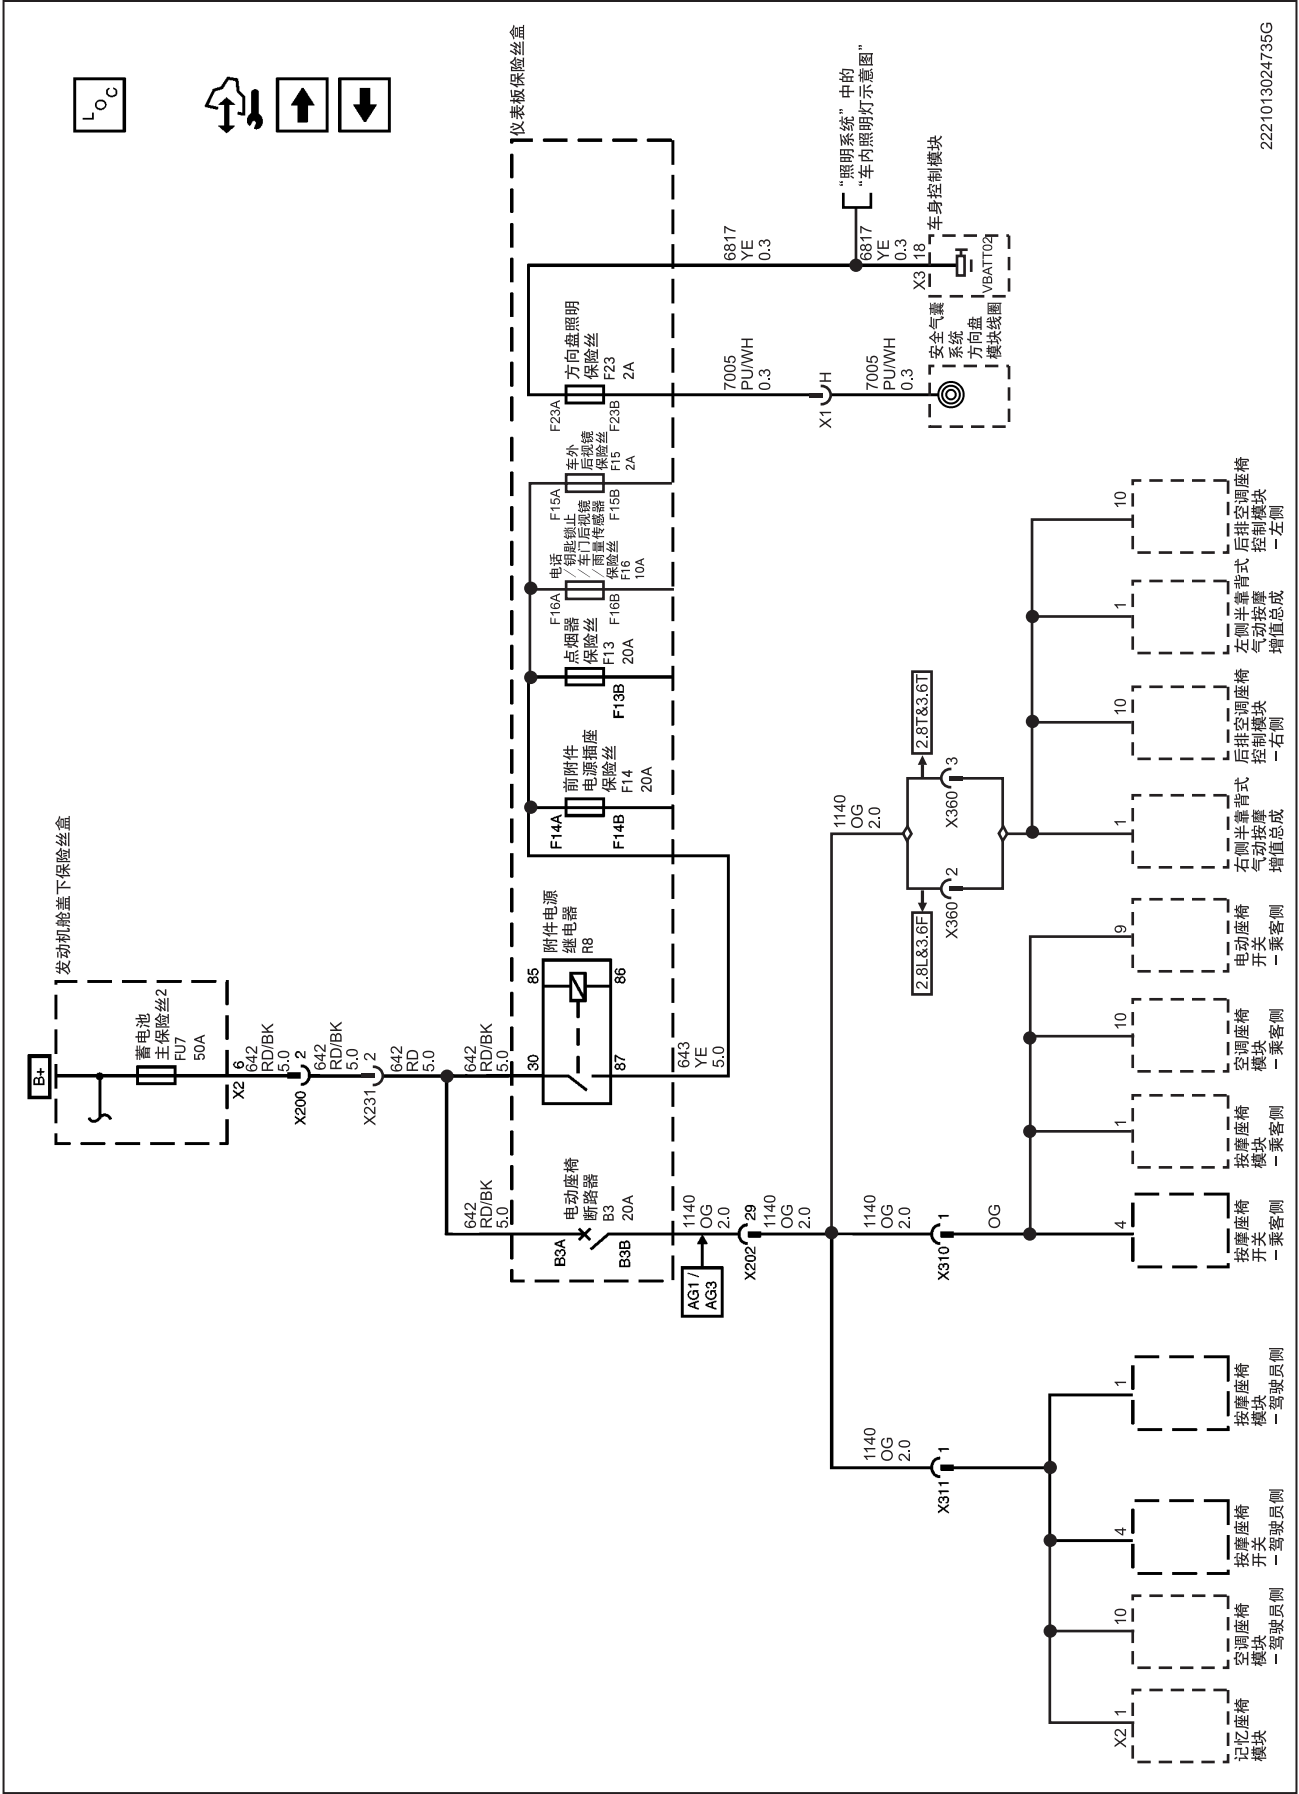 LOC
发动机舱盖下保险丝盒
B+
蓄电池
主保险丝2
FU7
50A
X2
6
642
RD/BK
5.0
X200
2
642
RD/BK
5.0
X231
2
642
RD
5.0
642
RD/BK
5.0
642
RD/BK
5.0
仪表板保险丝盒
电动座椅
断路器
B3
20A
B3A
B3B
附件电源
继电器
R8
30
85
87
86
643
YE
5.0
前附件
电源插座
保险丝
F14
20A
F14A
F14B
点烟器
保险丝
F13
20A
F13B
电话
/钥匙锁止
/车门后视镜
/雨量传感器
保险丝
F16
10A
F16A
F16B
车外
后视镜
保险丝
F15
2A
F15A
F15B
方向盘照明
保险丝
F23
2A
F23A
F23B
7005
PU/WH
0.3
X1
H
7005
PU/WH
0.3
安全气囊
系统
方向盘
模块线圈
6817
YE
0.3
“照明系统” 中的
“车内照明灯示意图”
6817
YE
0.3
X3
18
车身控制模块
VBATT02
AG1 /
AG3
1140
OG
2.0
X202
29
1140
OG
2.0
1140
OG
2.0
X311
1
1140
OG
2.0
X310
1
OG
1140
OG
2.0
2.8L&3.6F
2.8T&3.6T
X360
2
X360
3
X2
1
记忆座椅
模块
10
空调座椅
模块
–驾驶员侧
4
按摩座椅
开关
–驾驶员侧
1
按摩座椅
模块
–驾驶员侧
4
按摩座椅
开关
–乘客侧
1
按摩座椅
模块
–乘客侧
10
空调座椅
模块
–乘客侧
9
电动座椅
开关
–乘客侧
1
右侧半靠背式
气动按摩
增值总成
10
后排空调座椅
控制模块
–右侧
1
左侧半靠背式
气动按摩
增值总成
10
后排空调座椅
控制模块
–左侧
2221013024735G